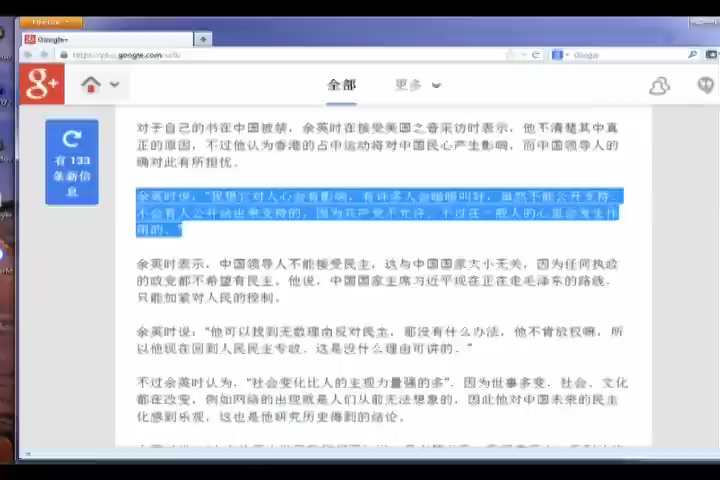 Firefox
Google+
google.com
Google
g+
全部
更多
有 133
条新信
息
对于自己的书在中国被禁，余英时在接受美国之音采访时表示，他不清楚其中真
正的原因，不过他认为香港的占中运动将对中国民心产生影响，而中国领导人的
确对此有所担忧。
余英时说："我想它对人心会有影响，有许多人会暗暗叫好，虽然不能公开支持，
不会有人公开站出来支持的，因为共产党不允许，不过在一般人的心里会发生作
用的。"
余英时表示，中国领导人不能接受民主，这与中国国家大小无关，因为任何执政
的政党都不希望有民主。他说，中国国家主席习近平现在正在走毛泽东的路线，
只能加紧对人民的控制。
余英时说："他可以找到无数理由反对民主，那没有什么办法，他不肯放权嘛，所
以他现在回到人民民主专政，这是没什么理由可讲的。"
不过余英时认为，"社会变化比人的主观力量强的多"，因为世事多变，社会、文化
都在改变，例如网络的出现就是人们从前无法想象的，因此他对中国未来的民主
化感到乐观，这也是他研究历史得到的结论。